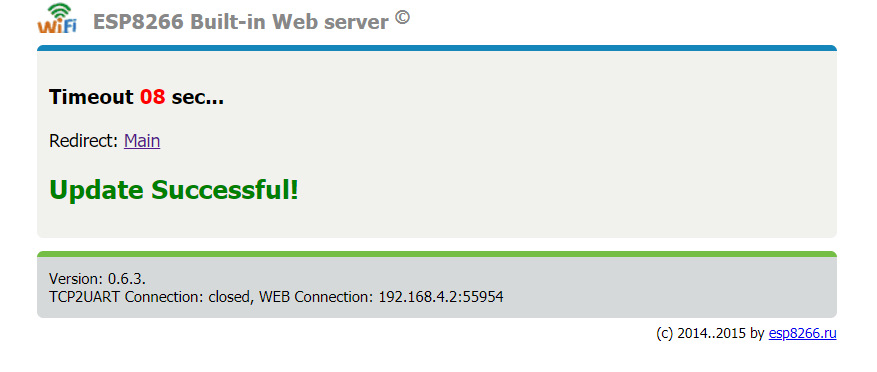 WiFi ESP8266 Built-in Web server ©
Timeout 08 sec...
Redirect: Main
Update Successful!
Version: 0.6.3.
TCP2UART Connection: closed, WEB Connection: 192.168.4.2:55954
(c) 2014..2015 by esp8266.ru